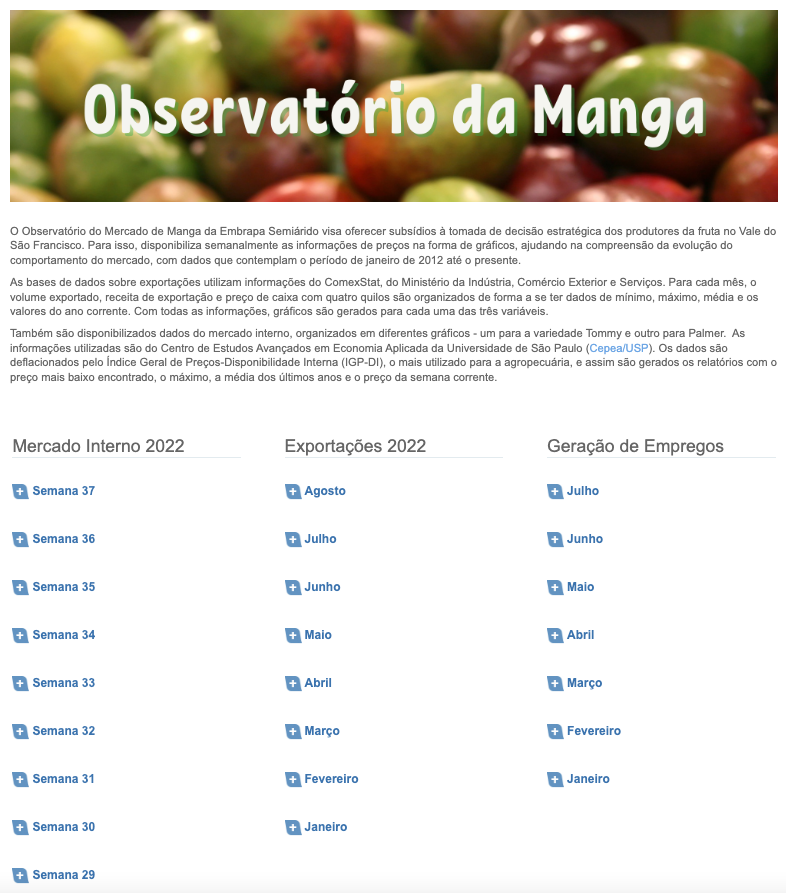 Observatório da Manga
O Observatório do Mercado de Manga da Embrapa Semiárido visa oferecer subsídios à tomada de decisão estratégica dos produtores da fruta no Vale do
São Francisco. Para isso, disponibiliza semanalmente as informações de preços na forma de gráficos, ajudando na compreensão da evolução do
comportamento do mercado, com dados que contemplam o período de janeiro de 2012 até o presente.
As bases de dados sobre exportações utilizam informações do ComexStat, do Ministério da Indústria, Comércio Exterior e Serviços. Para cada mês, o
volume exportado, receita de exportação e preço de caixa com quatro quilos são organizados de forma a se ter dados de mínimo, máximo, média e os
valores do ano corrente. Com todas as informações, gráficos são gerados para cada uma das três variáveis.
Também são disponibilizados dados do mercado interno, organizados em diferentes gráficos - um para a variedade Tommy e outro para Palmer. As
informações utilizadas são do Centro de Estudos Avançados em Economia Aplicada da Universidade de São Paulo (Cepea/USP). Os dados são
deflacionados pelo Índice Geral de Preços-Disponibilidade Interna (IGP-DI), o mais utilizado para a agropecuária, e assim são gerados os relatórios com o
preço mais baixo encontrado, o máximo, a média dos últimos anos e o preço da semana corrente.
Mercado Interno 2022
Semana 37
Semana 36
Semana 35
Semana 34
Semana 33
Semana 32
Semana 31
Semana 30
Semana 29
Exportações 2022
Agosto
Julho
Junho
Maio
Abril
Março
Fevereiro
Janeiro
Geração de Empregos
Julho
Junho
Maio
Abril
Março
Fevereiro
Janeiro